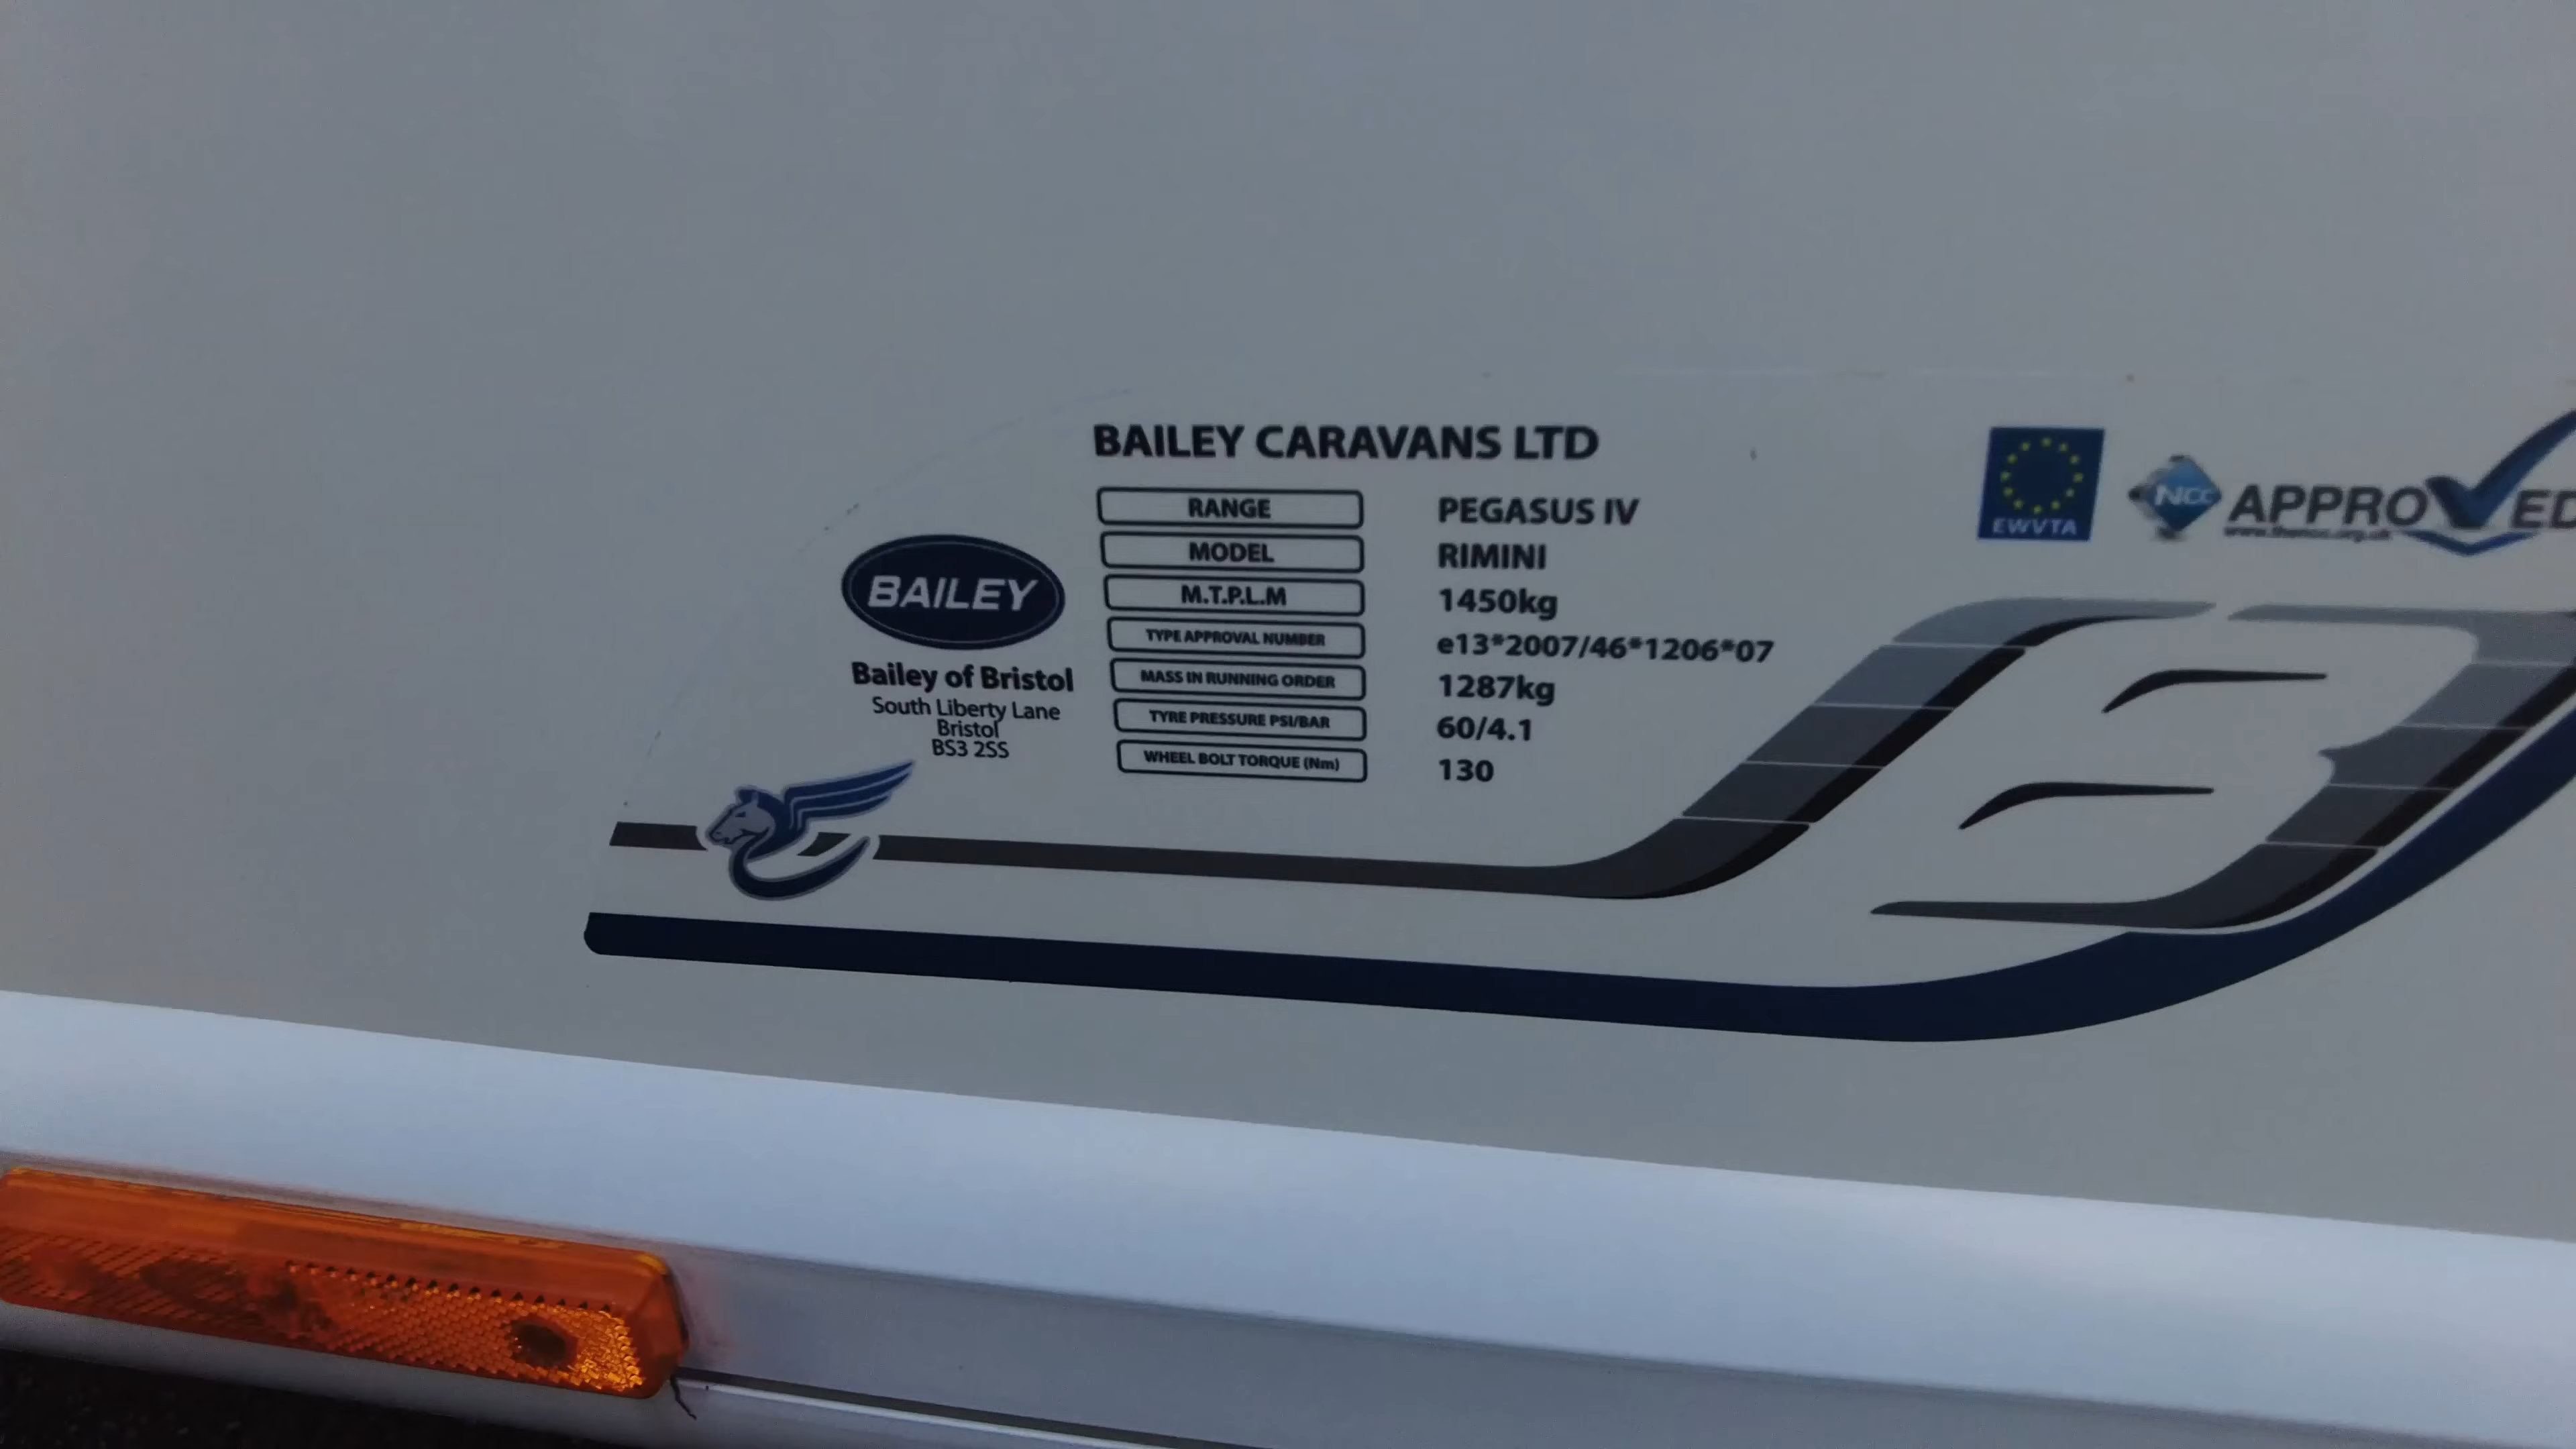 BAILEY CARAVANS LTD
RANGE PEGASUS IV
MODEL RIMINI
M.T.P.L.M 1450kg
TYPE APPROVAL NUMBER e13*2007/46*1206*07
MASS IN RUNNING ORDER 1287kg
TYRE PRESSURE PSI/BAR 60/4.1
WHEEL BOLT TORQUE (Nm) 130
BAILEY
Bailey of Bristol
South Liberty Lane
Bristol
BS3 2SS
EWVTA
NCC APPROVED